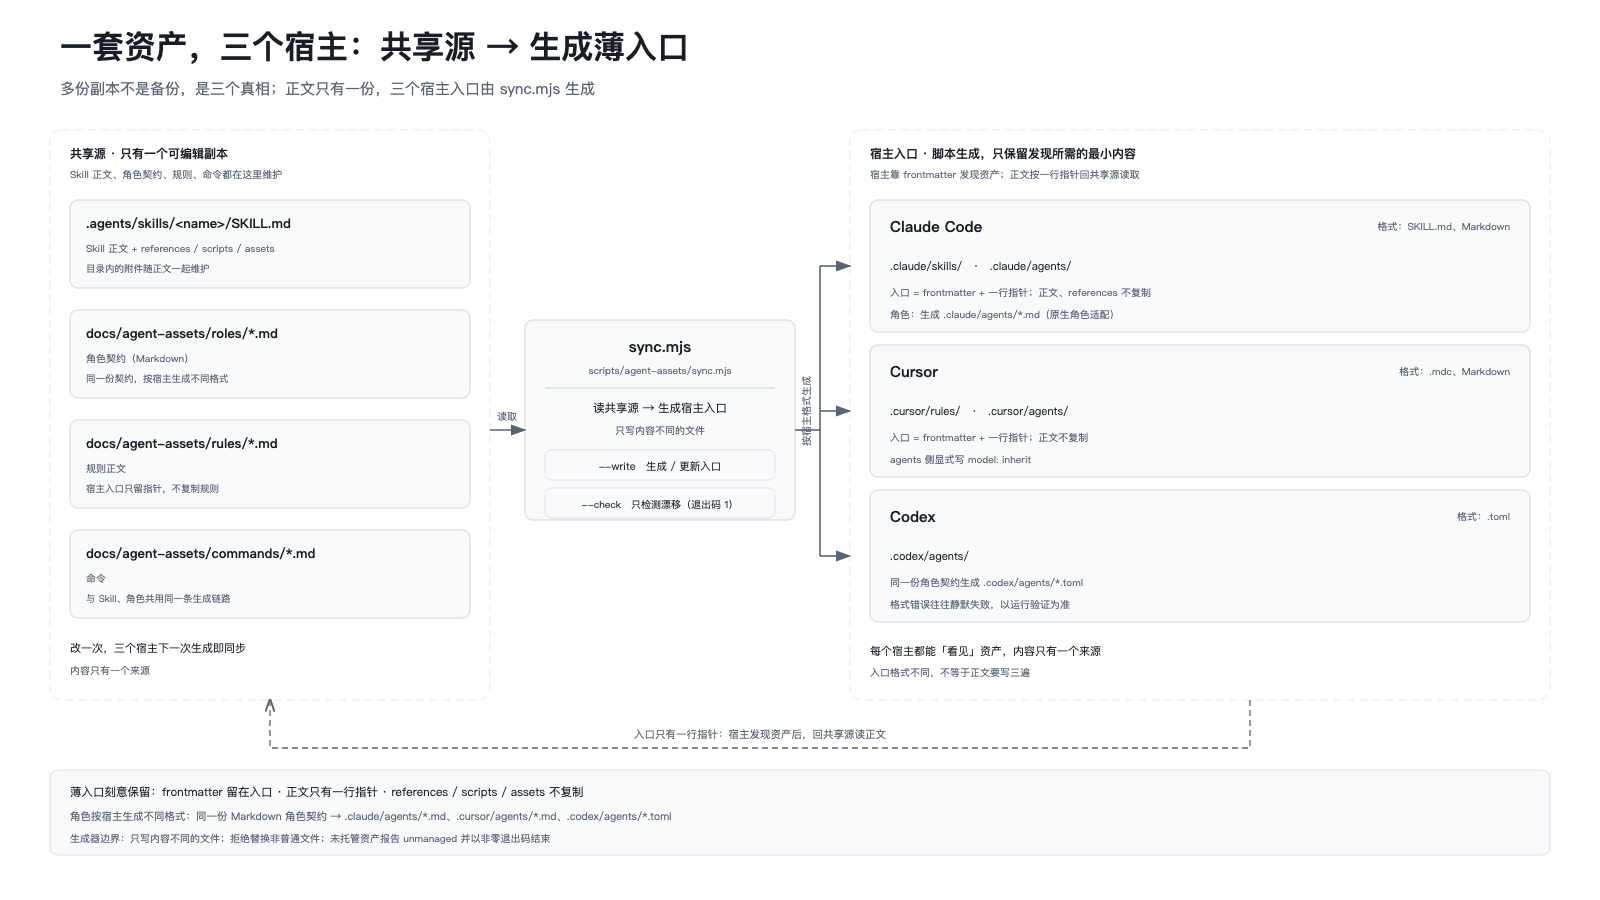 一套资产，三个宿主：共享源 → 生成薄入口
多份副本不是备份，是三个真相；正文只有一份，三个宿主入口由 sync.mjs 生成
共享源 · 只有一个可编辑副本
Skill 正文、角色契约、规则、命令都在这里维护
.agents/skills/<name>/SKILL.md
Skill 正文 + references / scripts / assets
目录内的附件随正文一起维护
docs/agent-assets/roles/*.md
角色契约（Markdown）
同一份契约，按宿主生成不同格式
docs/agent-assets/rules/*.md
规则正文
宿主入口只留指针，不复制规则
docs/agent-assets/commands/*.md
命令
与 Skill、角色共用同一条生成链路
改一次，三个宿主下一次生成即同步
内容只有一个来源
读取
sync.mjs
scripts/agent-assets/sync.mjs
读共享源 → 生成宿主入口
只写内容不同的文件
--write 生成 / 更新入口
--check 只检测漂移（退出码 1）
按宿主格式生成
宿主入口 · 脚本生成，只保留发现所需的最小内容
宿主靠 frontmatter 发现资产；正文按一行指针回共享源读取
Claude Code
格式：SKILL.md、Markdown
.claude/skills/ · .claude/agents/
入口 = frontmatter + 一行指针；正文、references 不复制
角色：生成 .claude/agents/*.md（原生角色适配）
Cursor
格式：.mdc、Markdown
.cursor/rules/ · .cursor/agents/
入口 = frontmatter + 一行指针；正文不复制
agents 侧显式写 model: inherit
Codex
格式：.toml
.codex/agents/
同一份角色契约生成 .codex/agents/*.toml
格式错误往往静默失败，以运行验证为准
每个宿主都能「看见」资产，内容只有一个来源
入口格式不同，不等于正文要写三遍
入口只有一行指针：宿主发现资产后，回共享源读正文
薄入口刻意保留：frontmatter 留在入口 · 正文只有一行指针 · references / scripts / assets 不复制
角色按宿主生成不同格式：同一份 Markdown 角色契约 → .claude/agents/*.md、.cursor/agents/*.md、.codex/agents/*.toml
生成器边界：只写内容不同的文件；拒绝替换非普通文件；未托管资产报告 unmanaged 并以非零退出码结束